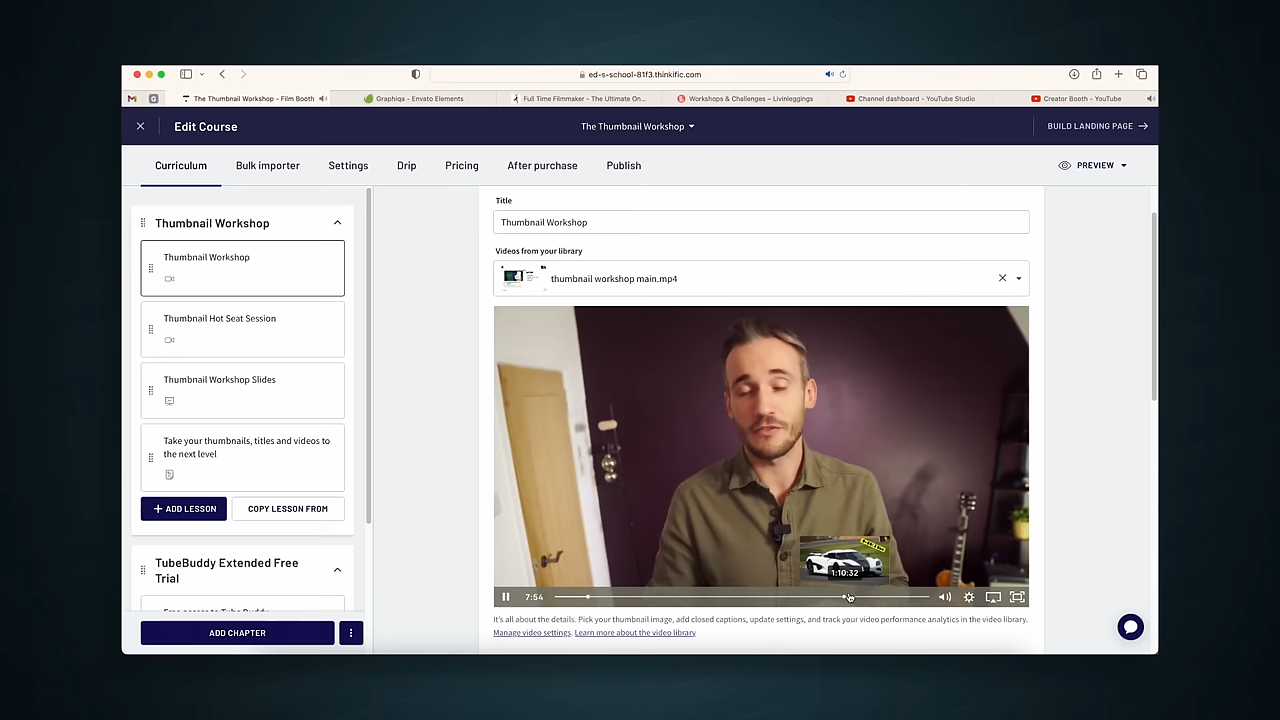 ed-s-school-81f3.thinkific.com
The Thumbnail Workshop - Film Booth
Graphiqa - Envato Elements
Full Time Filmmaker - The Ultimate On...
Workshops & Challenges – Livinleggings
Channel dashboard - YouTube Studio
Creator Booth - YouTube
Edit Course
The Thumbnail Workshop
BUILD LANDING PAGE
Curriculum
Bulk importer
Settings
Drip
Pricing
After purchase
Publish
PREVIEW
Thumbnail Workshop
Thumbnail Workshop
Thumbnail Hot Seat Session
Thumbnail Workshop Slides
Take your thumbnails, titles and videos to
the next level
ADD LESSON
COPY LESSON FROM
TubeBuddy Extended Free
Trial
Free access to Tube Buddy
ADD CHAPTER
Title
Thumbnail Workshop
Videos from your library
thumbnail workshop main.mp4
1:10:32
7:54
It's all about the details. Pick your thumbnail image, add closed captions, update settings, and track your video performance analytics in the video library.
Manage video settings. Learn more about the video library